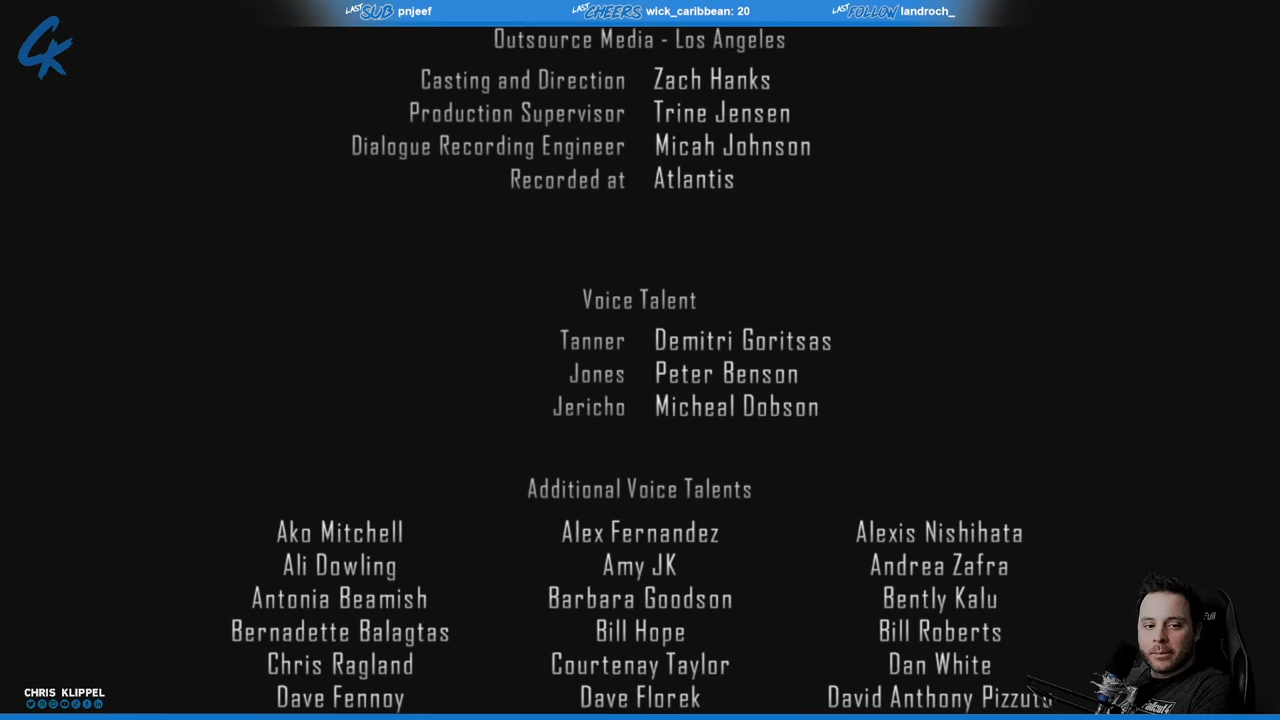 LAST SUB pnjeef
LAST CHEERS wick_caribbean: 20
LAST FOLLOW landroch_
CK
Outsource Media - Los Angeles
Casting and Direction Zach Hanks
Production Supervisor Trine Jensen
Dialogue Recording Engineer Micah Johnson
Recorded at Atlantis
Voice Talent
Tanner Demitri Goritsas
Jones Peter Benson
Jericho Micheal Dobson
Additional Voice Talents
Ako Mitchell Alex Fernandez Alexis Nishihata
Ali Dowling Amy JK Andrea Zafra
Antonia Beamish Barbara Goodson Bently Kalu
Bernadette Balagtas Bill Hope Bill Roberts
Chris Ragland Courtenay Taylor Dan White
Dave Fennoy Dave Florek David Anthony Pizzuto
CHRIS KLIPPEL